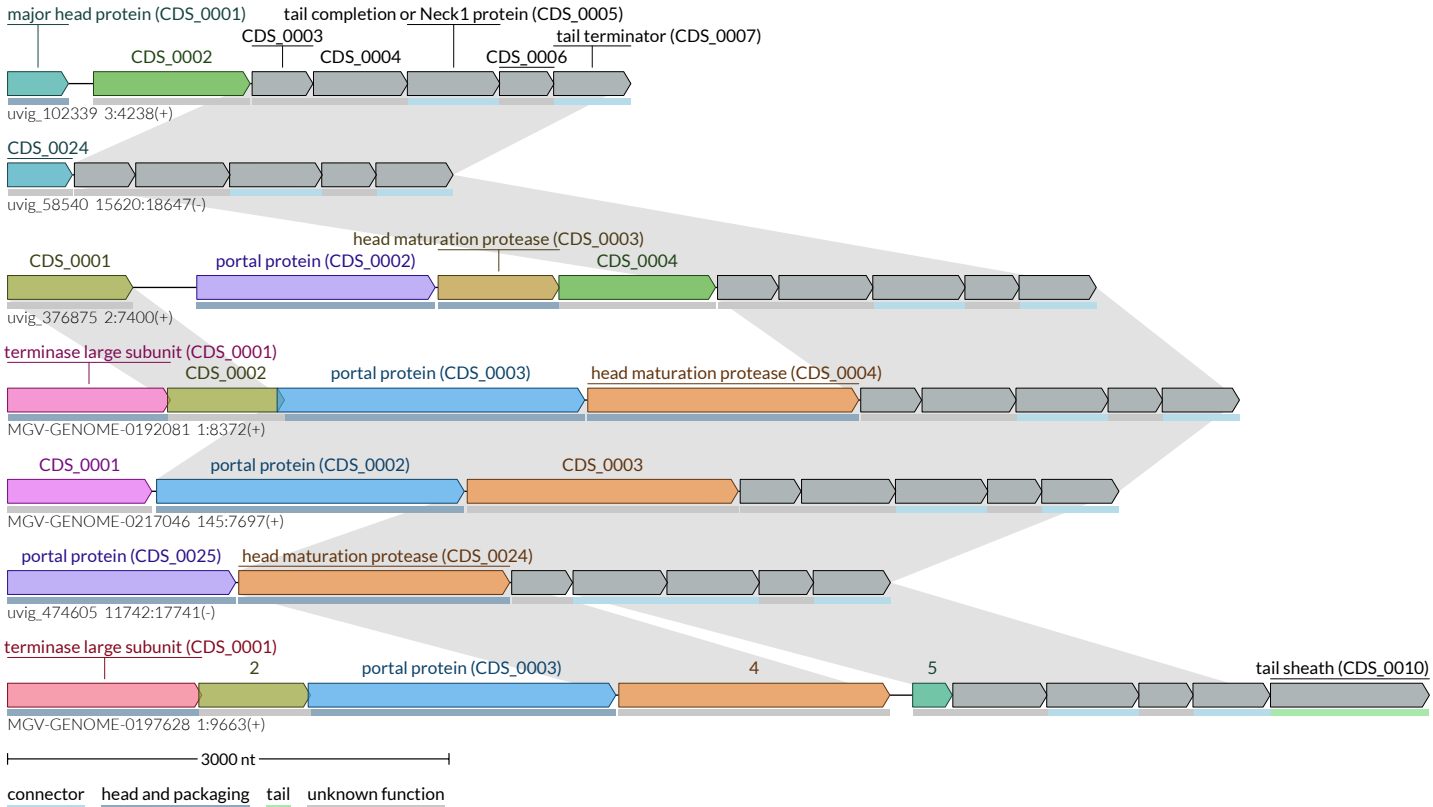 major head protein (CDS_0001) tail completion or Neck1 protein (CDS_0005)
CDS_0003 tail terminator (CDS_0007)
CDS_0002 CDS_0004 CDS_0006
uvig_102339 3:4238(+)
CDS_0024
uvig_58540 15620:18647(-)
head maturation protease (CDS_0003)
CDS_0001 portal protein (CDS_0002) CDS_0004
uvig_376875 2:7400(+)
terminase large subunit (CDS_0001)
CDS_0002 portal protein (CDS_0003) head maturation protease (CDS_0004)
MGV-GENOME-0192081 1:8372(+)
CDS_0001 portal protein (CDS_0002) CDS_0003
MGV-GENOME-0217046 145:7697(+)
portal protein (CDS_0025) head maturation protease (CDS_0024)
uvig_474605 11742:17741(-)
terminase large subunit (CDS_0001)
2 portal protein (CDS_0003) 4 5 tail sheath (CDS_0010)
MGV-GENOME-0197628 1:9663(+)
3000 nt
connector head and packaging tail unknown function